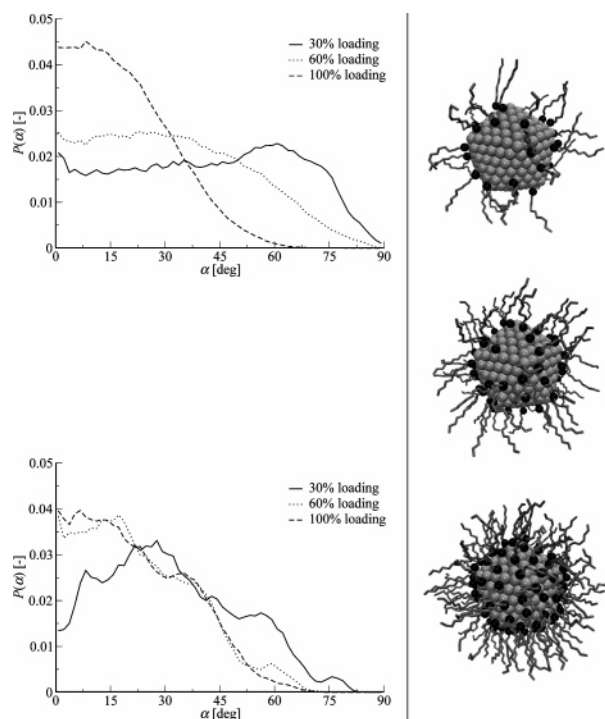 0.05
0.04
0.03
0.02
0.01
0
P(α) [-]
30% loading
60% loading
100% loading
0 15 30 45 60 75 90
α [deg]
0.05
0.04
0.03
0.02
0.01
0
P(α) [-]
30% loading
60% loading
100% loading
0 15 30 45 60 75 90
α [deg]